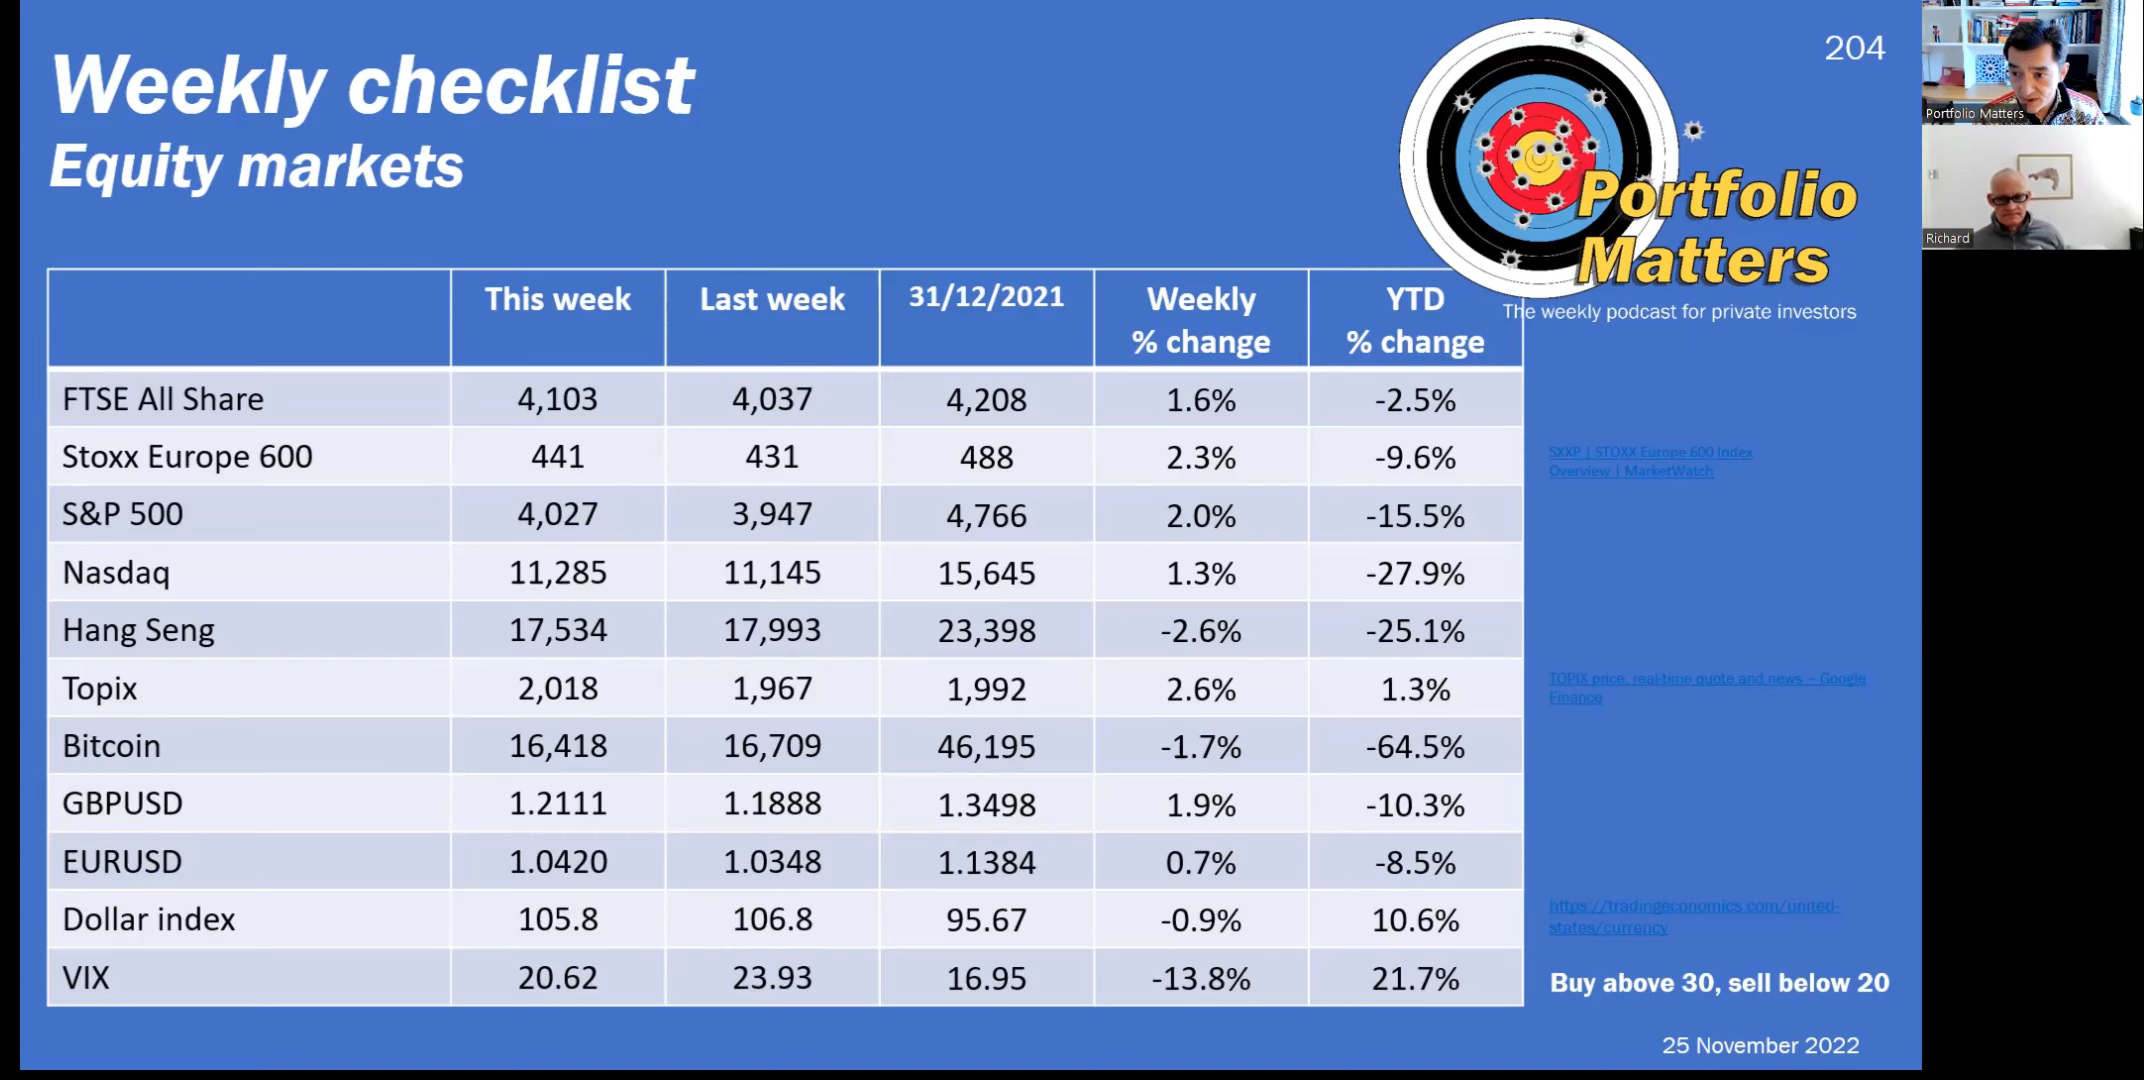 Weekly checklist
Equity markets
204
Portfolio
Matters
The weekly podcast for private investors
Portfolio Matters
Richard
This week Last week 31/12/2021 Weekly % change YTD % change
FTSE All Share 4,103 4,037 4,208 1.6% -2.5%
Stoxx Europe 600 441 431 488 2.3% -9.6%
SXXP | STOXX Europe 600 Index
Overview | MarketWatch
S&P 500 4,027 3,947 4,766 2.0% -15.5%
Nasdaq 11,285 11,145 15,645 1.3% -27.9%
Hang Seng 17,534 17,993 23,398 -2.6% -25.1%
Topix 2,018 1,967 1,992 2.6% 1.3%
TOPIX price, real-time quote and news – Google
Finance
Bitcoin 16,418 16,709 46,195 -1.7% -64.5%
GBPUSD 1.2111 1.1888 1.3498 1.9% -10.3%
EURUSD 1.0420 1.0348 1.1384 0.7% -8.5%
Dollar index 105.8 106.8 95.67 -0.9% 10.6%
https://tradingeconomics.com/united-
states/currency
VIX 20.62 23.93 16.95 -13.8% 21.7%
Buy above 30, sell below 20
25 November 2022